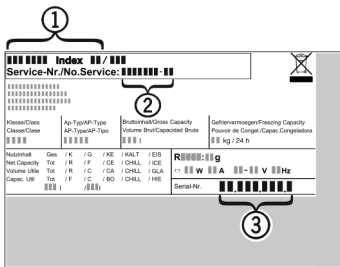 1
Index /
Service-Nr./No.Service: -
2
Klasse/Class
Classe/Clase
Ap-Typ/AP-Type
AP-Type/AP-Tipo
Bruttoinhalt/Gross Capacity
Volume Brut/Capacided Bruta
l
Gefriervermoegen/Freezing Capacity
Pouvoir de Congel./Capac.Congeladora
kg / 24 h
Nutzinhalt Ges / K / G / KE / KALT / EIS
Net.Capacity Tot / R / F / CE / CHILL / ICE
Volume Utile Tot / F / C / CA / CHILL / GLA
Capac. Util Tot / F / C / BO / CHILL / HIE
l / l
R : g
W A - V Hz
Serial-Nr.
3